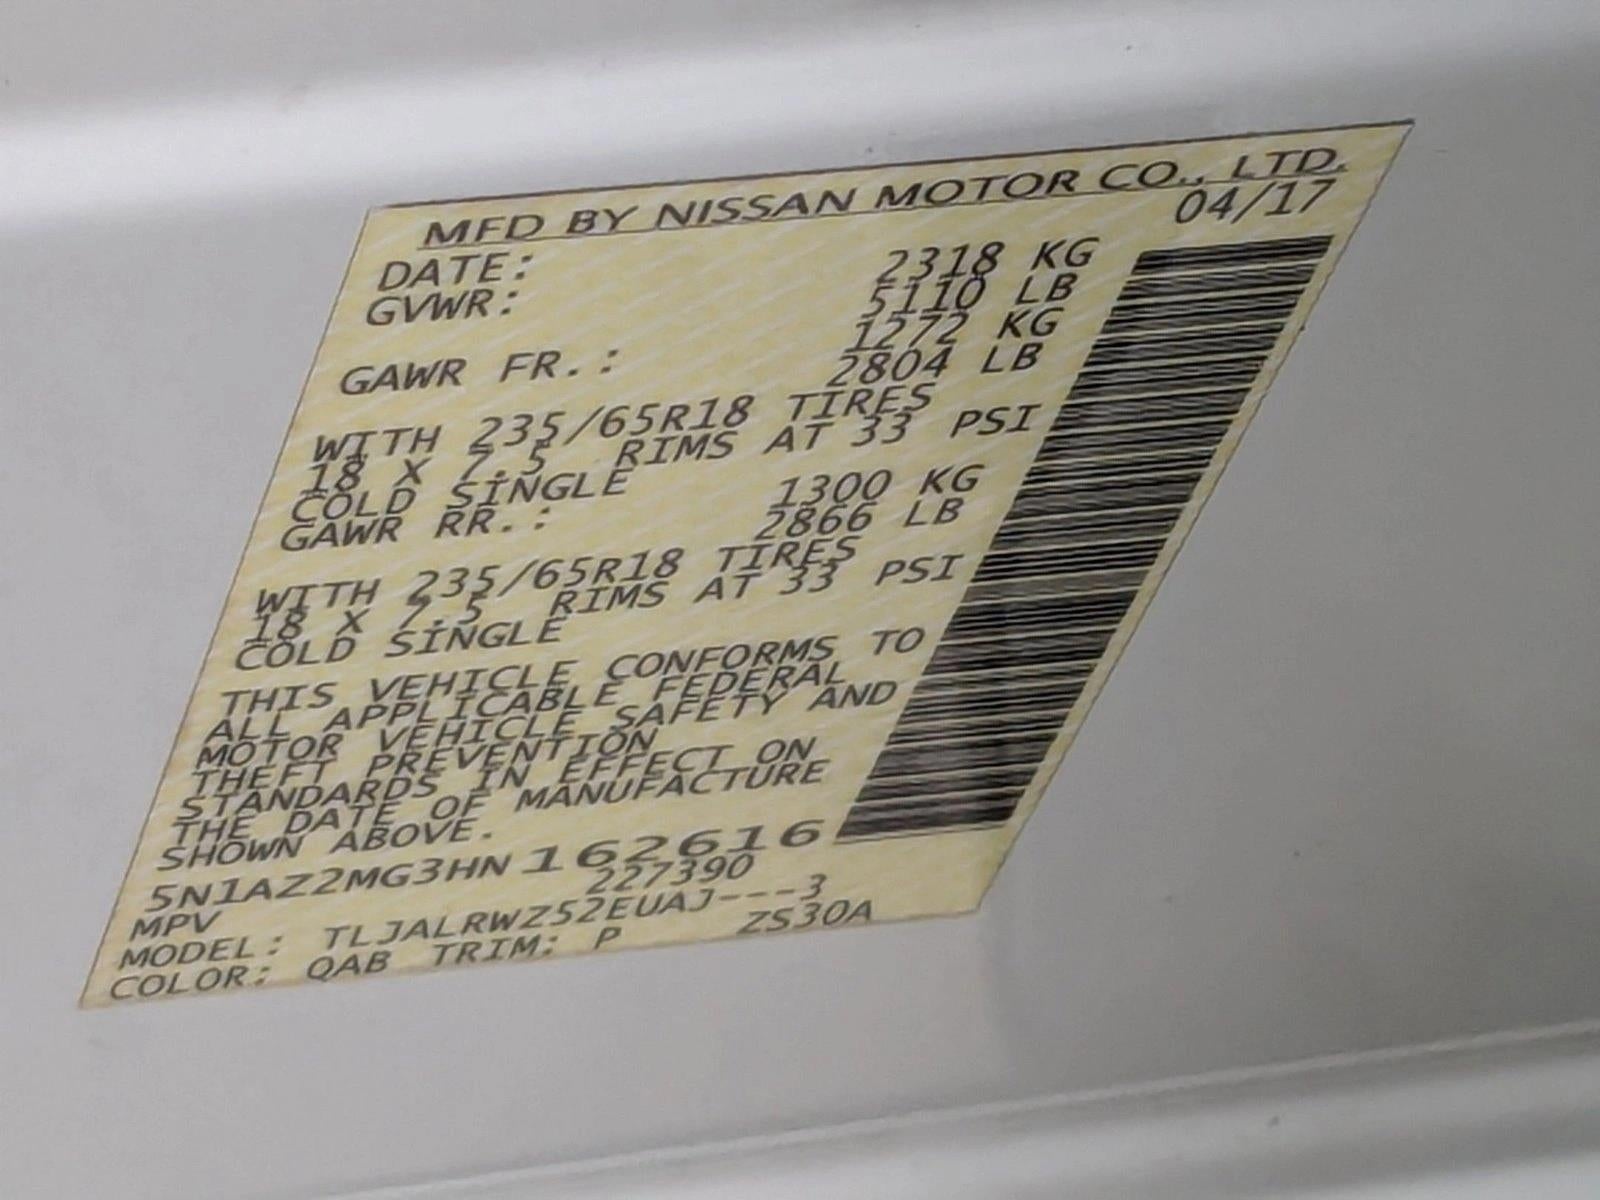 MFD BY NISSAN MOTOR CO., LTD.
DATE: 04/17
GVWR: 2318 KG
5110 LB
1272 KG
GAWR FR.: 2804 LB
WITH 235/65R18 TIRES
18 X 7.5 RIMS AT 33 PSI
COLD SINGLE
GAWR RR.: 1300 KG
2866 LB
WITH 235/65R18 TIRES
18 X 7.5 RIMS AT 33 PSI
COLD SINGLE
THIS VEHICLE CONFORMS TO
ALL APPLICABLE FEDERAL
MOTOR VEHICLE SAFETY AND
THEFT PREVENTION
STANDARDS IN EFFECT ON
THE DATE OF MANUFACTURE
SHOWN ABOVE.
5N1AZ2MG3HN162616
MPV 227390
MODEL: TLJALRWZ52EUAJ---3
COLOR: QAB TRIM: P ZS30A